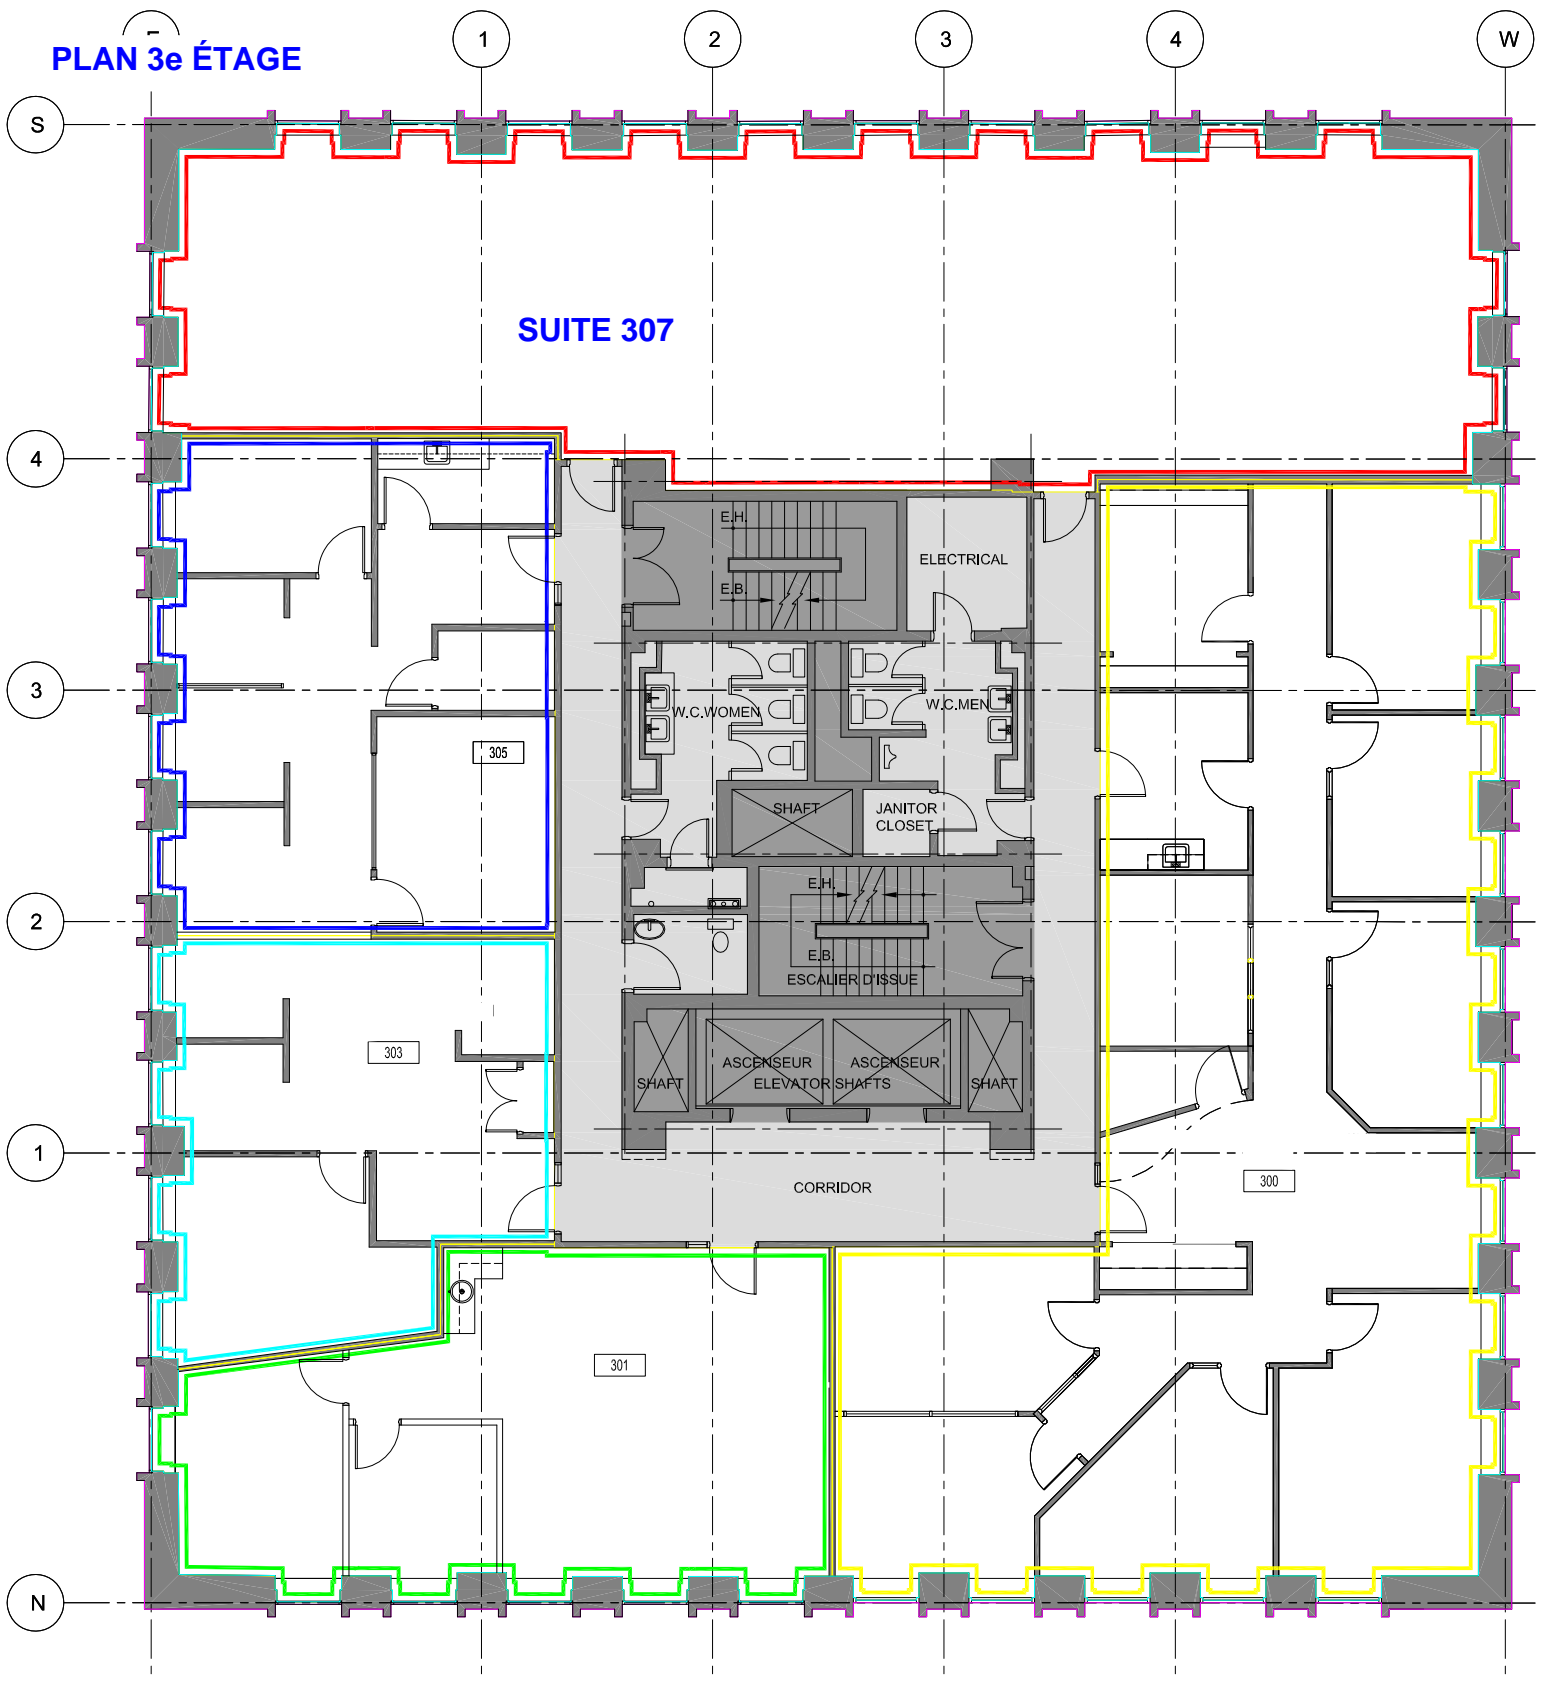 1
2
3
4
W
PLAN 3e ÉTAGE
S
SUITE 307
4
E.H.
ELECTRICAL
E.B.
3
W.C.WOMEN
W.C.MEN
305
SHAFT
JANITOR
CLOSET
E.H.
2
E.B.
ESCALIER D'ISSUE
303
ASCENSEUR
ASCENSEUR
SHAFT
ELEVATOR SHAFTS
SHAFT
1
CORRIDOR
300
301
N